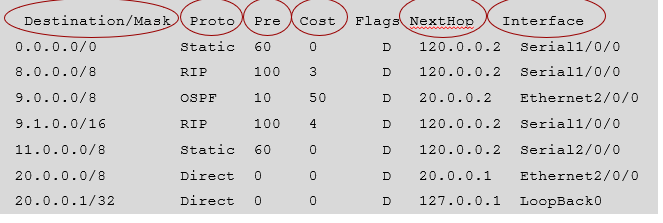 Destination/Mask Proto Pre Cost Flags NextHop Interface
0.0.0.0/0 Static 60 0 D 120.0.0.2 Serial1/0/0
8.0.0.0/8 RIP 100 3 D 120.0.0.2 Serial1/0/0
9.0.0.0/8 OSPF 10 50 D 20.0.0.2 Ethernet2/0/0
9.1.0.0/16 RIP 100 4 D 120.0.0.2 Serial1/0/0
11.0.0.0/8 Static 60 0 D 120.0.0.2 Serial2/0/0
20.0.0.0/8 Direct 0 0 D 20.0.0.1 Ethernet2/0/0
20.0.0.1/32 Direct 0 0 D 127.0.0.1 LoopBack0